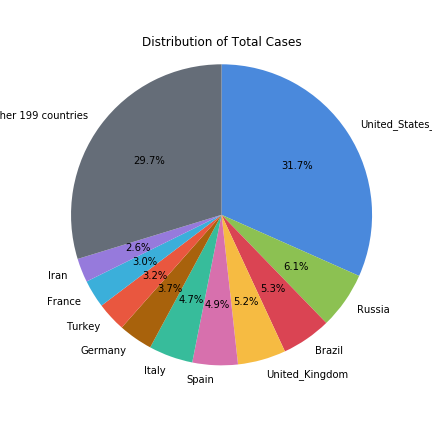 Distribution of Total Cases
ther 199 countries
United_States_
29.7%
31.7%
2.6%
3.0%
3.2%
3.7%
4.7%
4.9%
5.2%
5.3%
6.1%
Iran
France
Turkey
Germany
Italy
Spain
United_Kingdom
Brazil
Russia